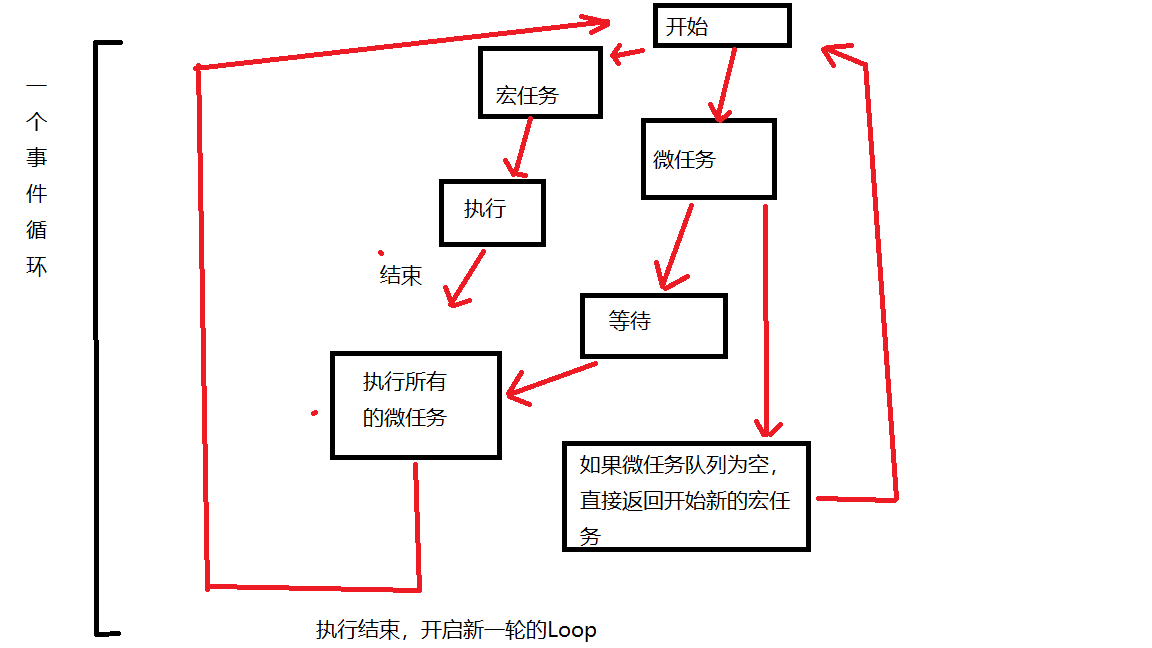 一个事件循环
开始
宏任务
微任务
执行
结束
等待
执行所有
的微任务
如果微任务队列为空，
直接返回开始新的宏任
务
执行结束，开启新一轮的Loop